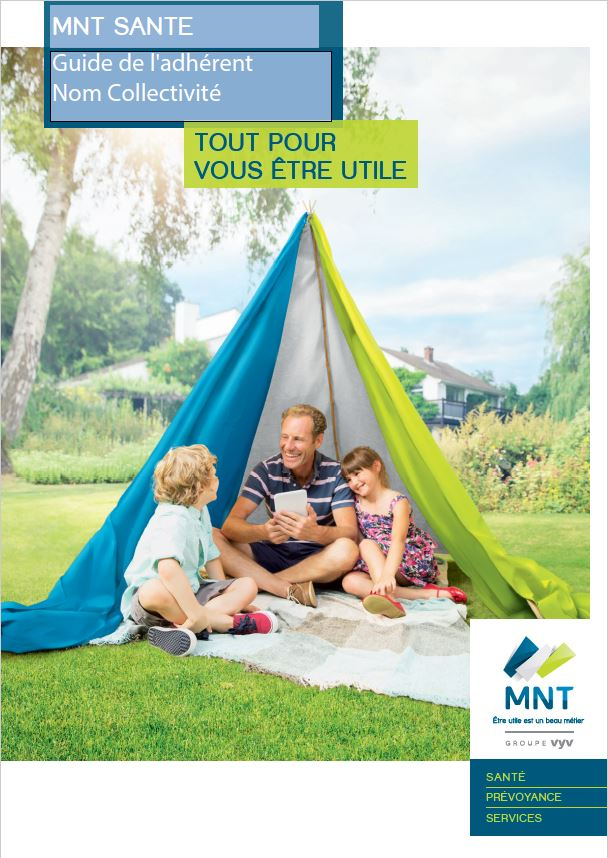 MNT SANTE
Guide de l'adhérent
Nom Collectivité
TOUT POUR
VOUS ÊTRE UTILE
MNT
Être utile est un beau métier
GROUPE vyv
SANTÉ
PRÉVOYANCE
SERVICES